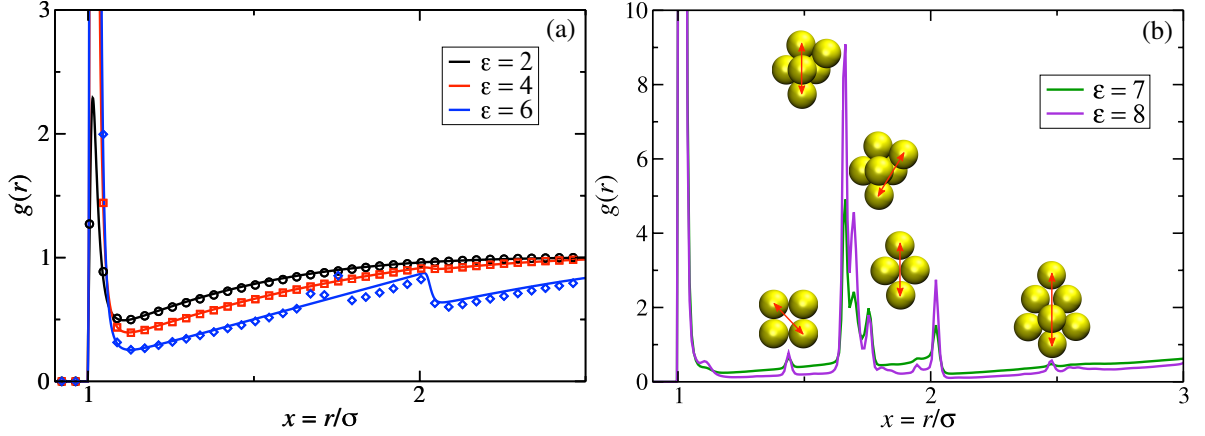 (a)
3
2
1
0
g(r)
ε = 2
ε = 4
ε = 6
1
2
x = r/σ
(b)
10
8
6
4
2
0
g(r)
ε = 7
ε = 8
1
2
3
x = r/σ